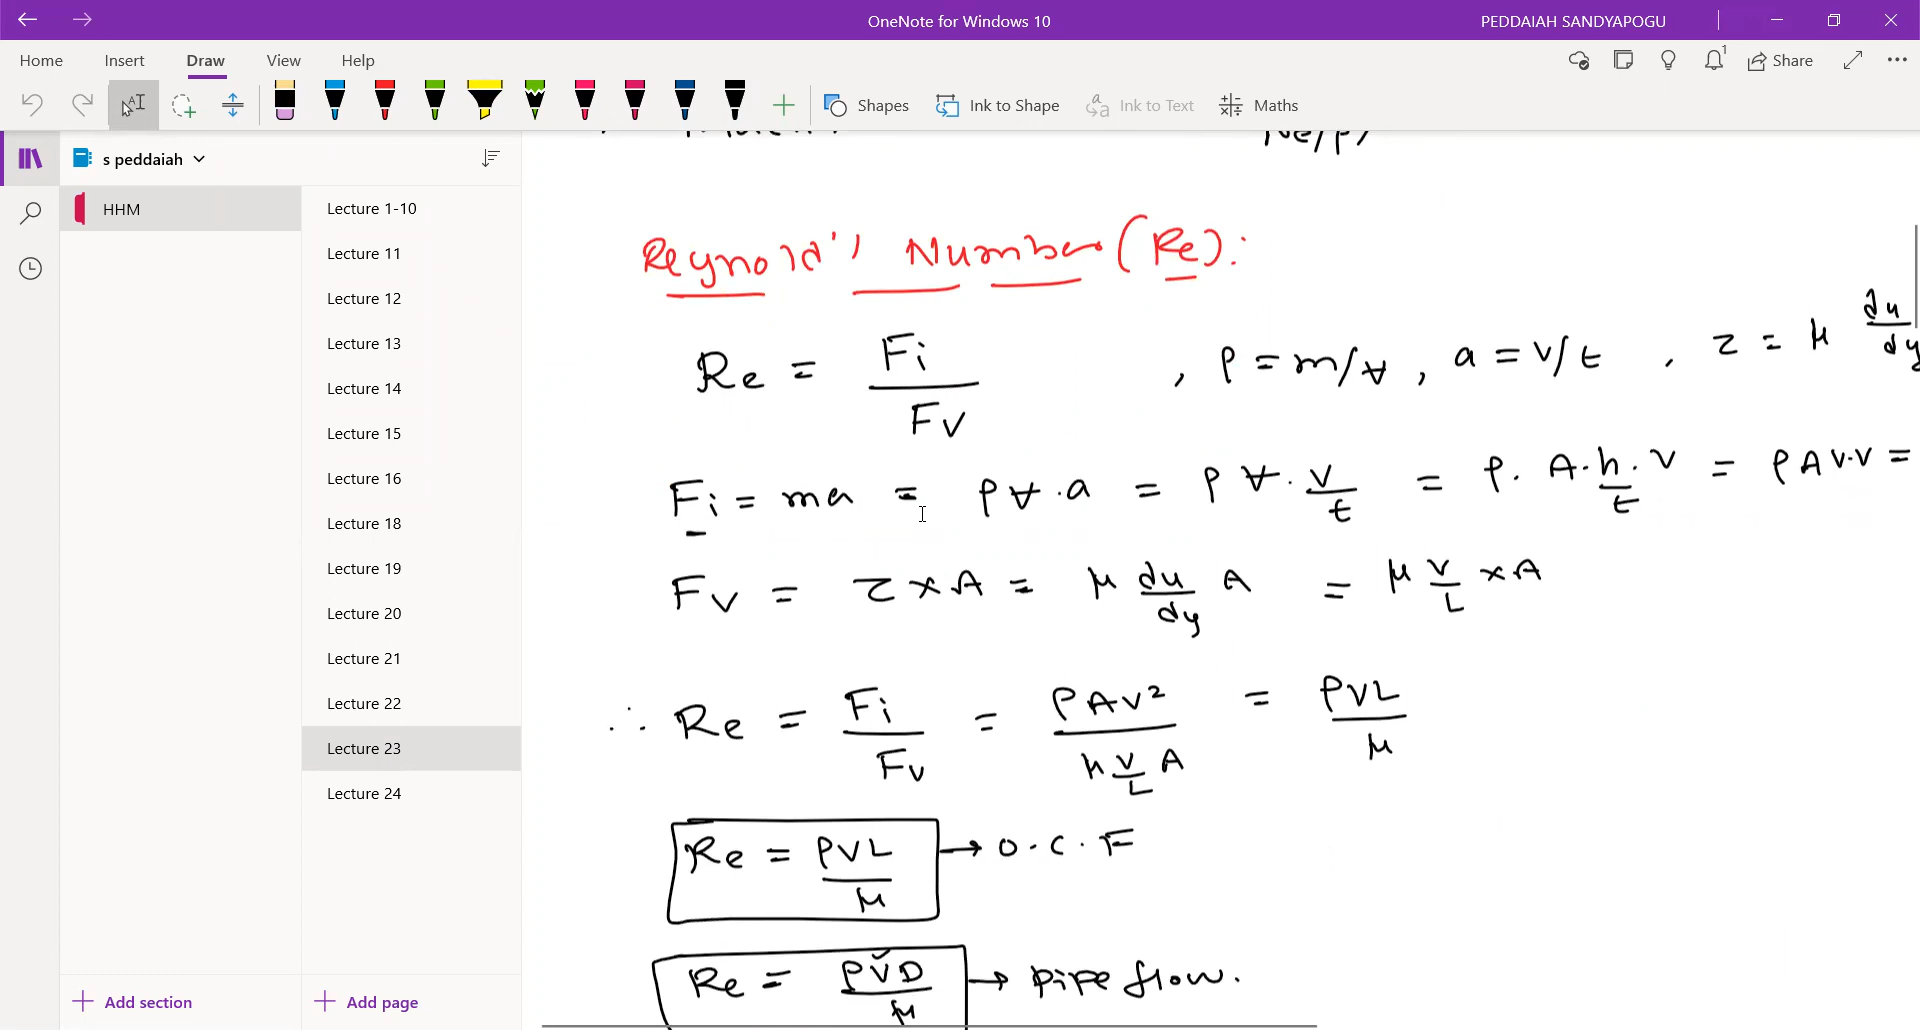 OneNote for Windows 10
PEDDAIAH SANDYAPOGU
Home Insert Draw View Help
1
Share
Shapes Ink to Shape Ink to Text Maths
s peddaiah
HHM
Lecture 1-10
Lecture 11
Lecture 12
Lecture 13
Lecture 14
Lecture 15
Lecture 16
Lecture 18
Lecture 19
Lecture 20
Lecture 21
Lecture 22
Lecture 23
Lecture 24
Add section
Add page
Reynold's Number (Re):
Re = Fi/Fv , ρ = m/∀ , a = v/t , τ = μ du/dy
Fi = ma = ρ∀.a = ρ∀.v/t = ρ.A.h/t.v = ρAv.v =
Fv = τ×A = μ du/dy A = μ v/L ×A
∴ Re = Fi/Fv = ρAv²/(μ v/L A) = ρVL/μ
Re = ρVL/μ → O.C.F
Re = ρVD/μ → pipe flow.